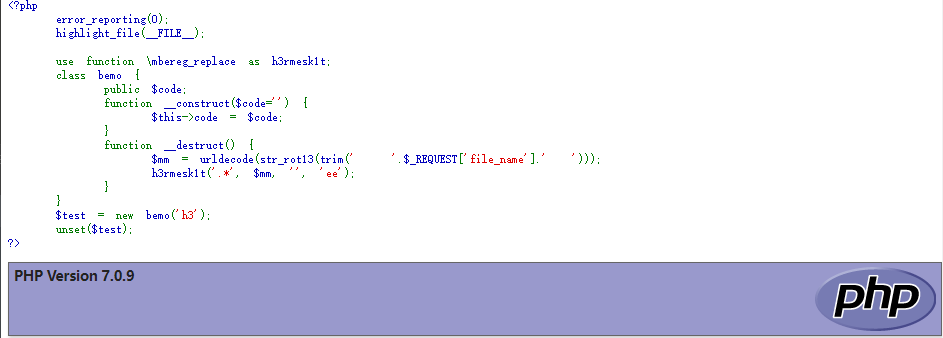 <?php
error_reporting(0);
highlight_file(__FILE__);
use function \mbereg_replace as h3rmesk1t;
class bemo {
public $code;
function __construct($code='') {
$this->code = $code;
}
function __destruct() {
$mm = urldecode(str_rot13(trim('     '.$_REQUEST['file_name'].'   ')));
h3rmesk1t('.*', $mm, '', 'ee');
}
}
$test = new bemo('h3');
unset($test);
?>
PHP Version 7.0.9
php